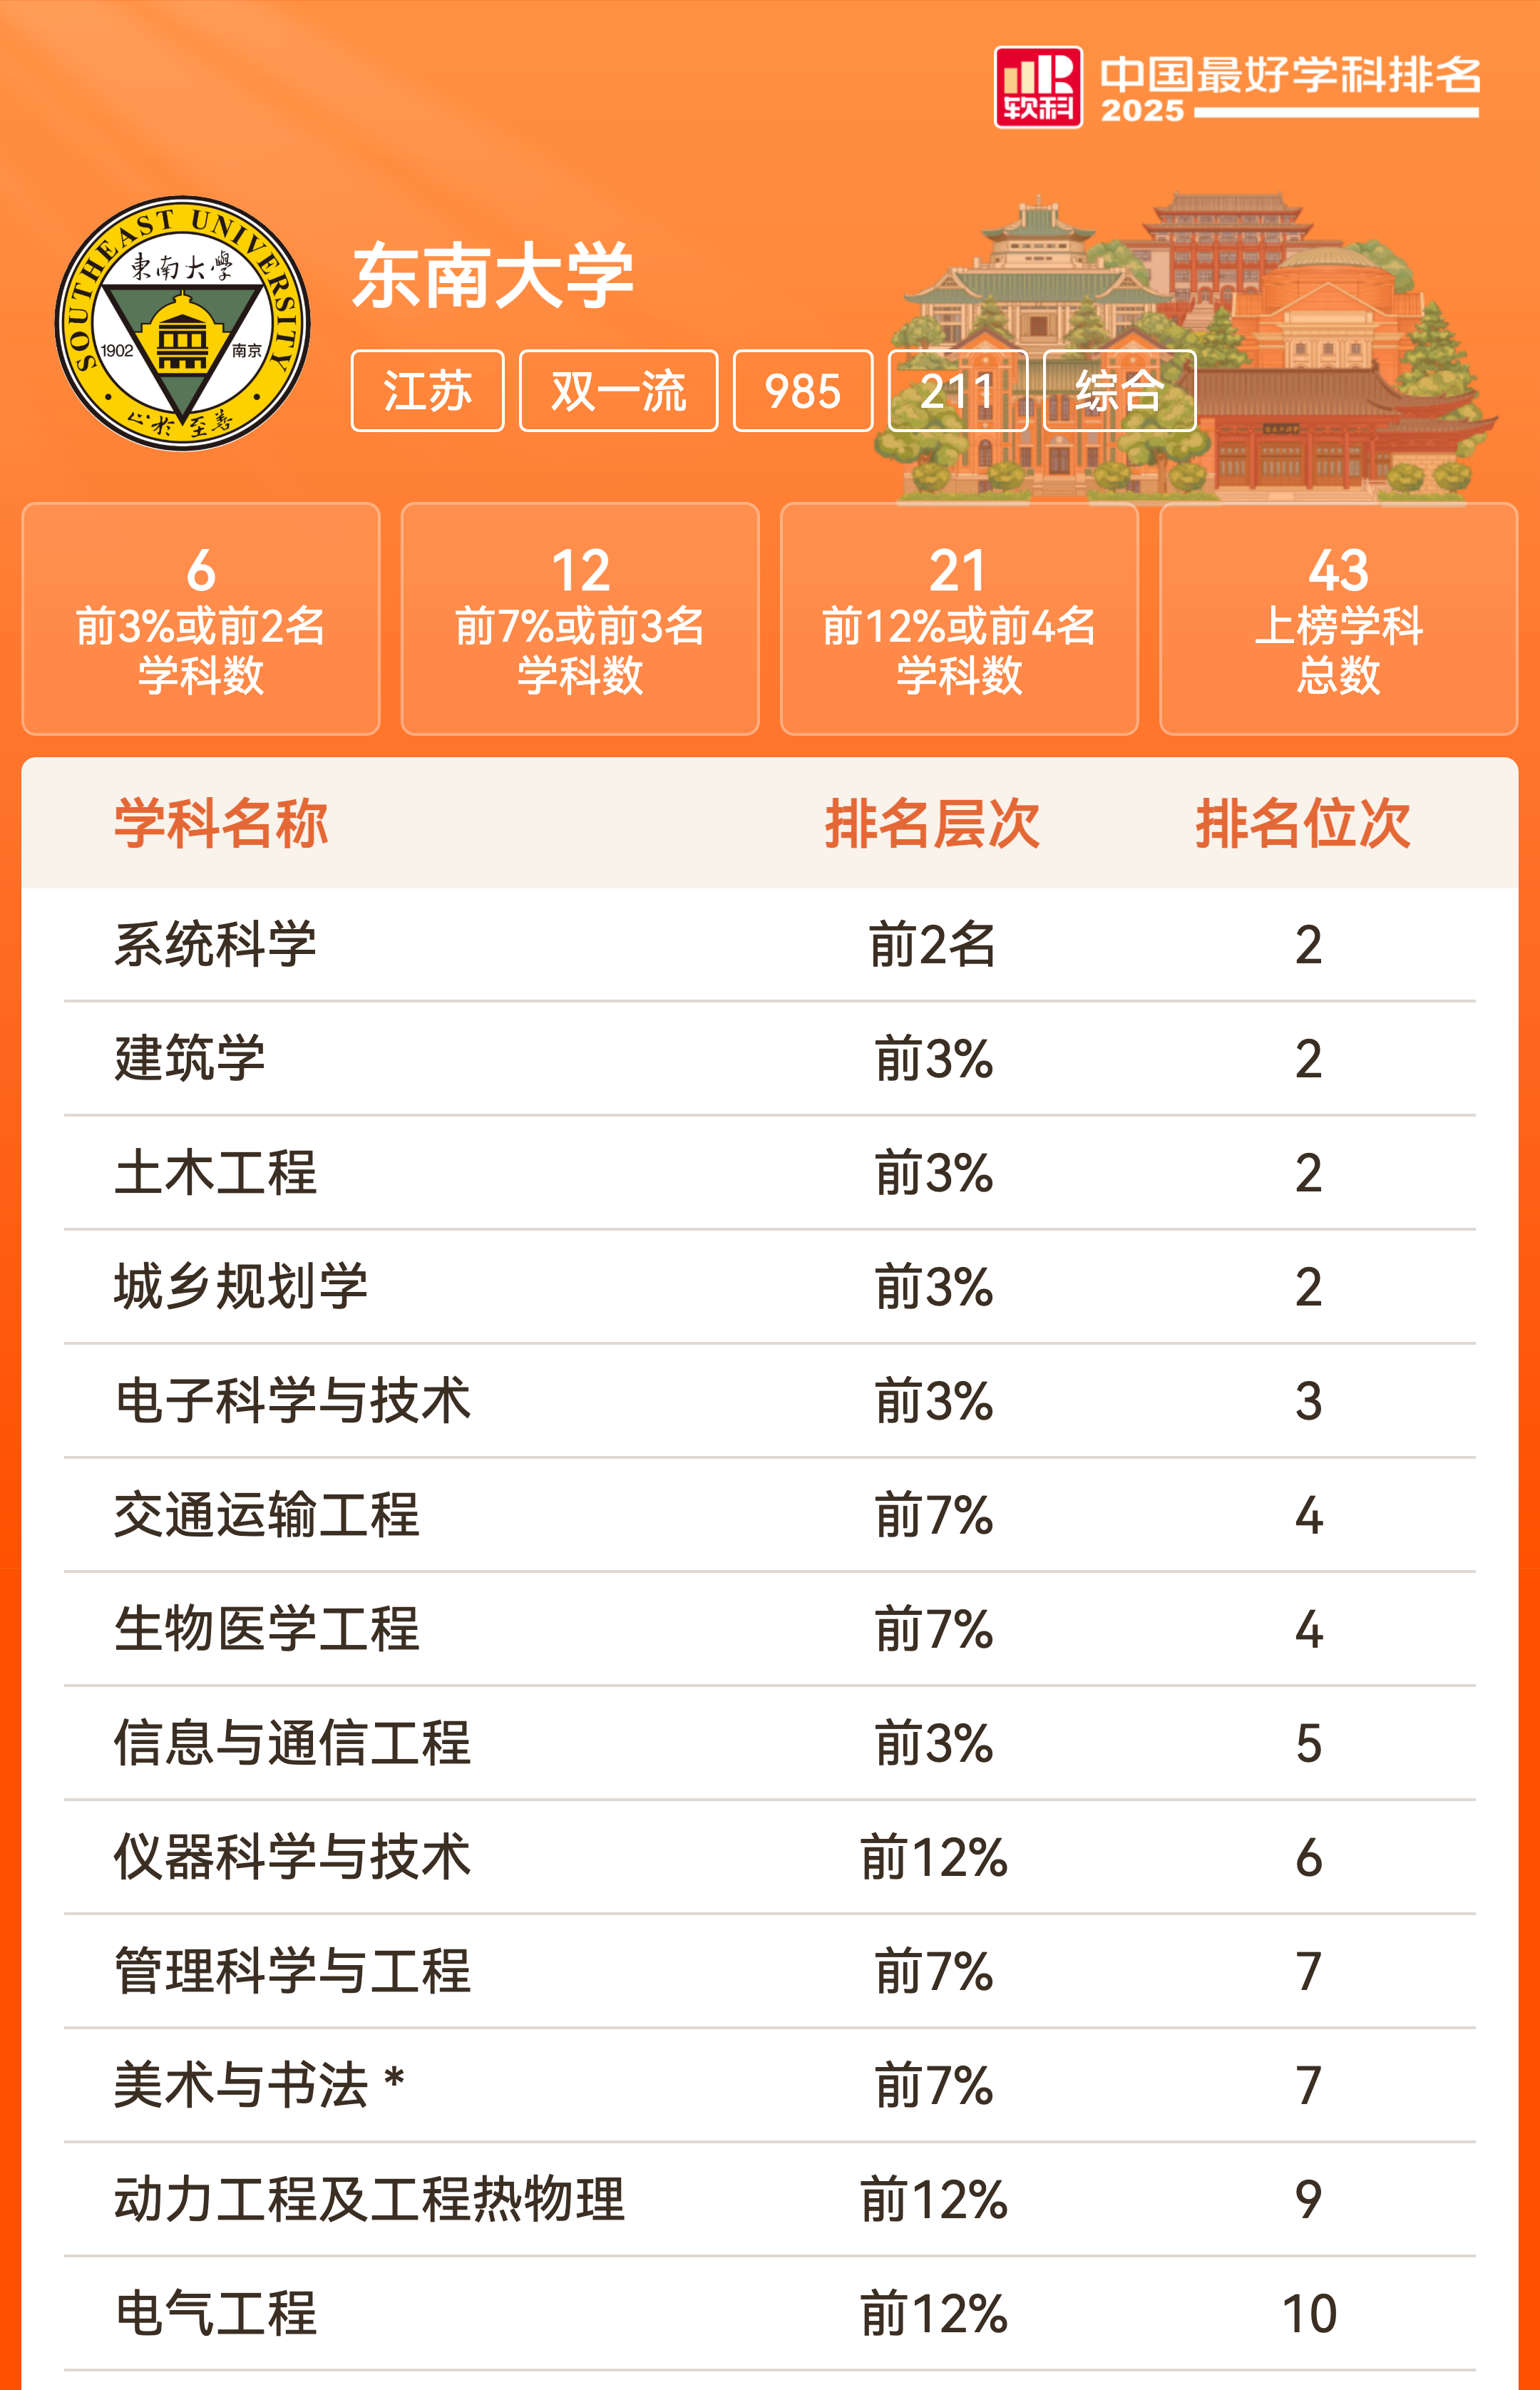 软科
中国最好学科排名
2025
SOUTHEAST UNIVERSITY
東南大學
1902 南京
止於至善
东南大学
江苏 双一流 985 211 综合
6 12 21 43
前3%或前2名 前7%或前3名 前12%或前4名 上榜学科
学科数 学科数 学科数 总数
学科名称 排名层次 排名位次
系统科学 前2名 2
建筑学 前3% 2
土木工程 前3% 2
城乡规划学 前3% 2
电子科学与技术 前3% 3
交通运输工程 前7% 4
生物医学工程 前7% 4
信息与通信工程 前3% 5
仪器科学与技术 前12% 6
管理科学与工程 前7% 7
美术与书法 * 前7% 7
动力工程及工程热物理 前12% 9
电气工程 前12% 10